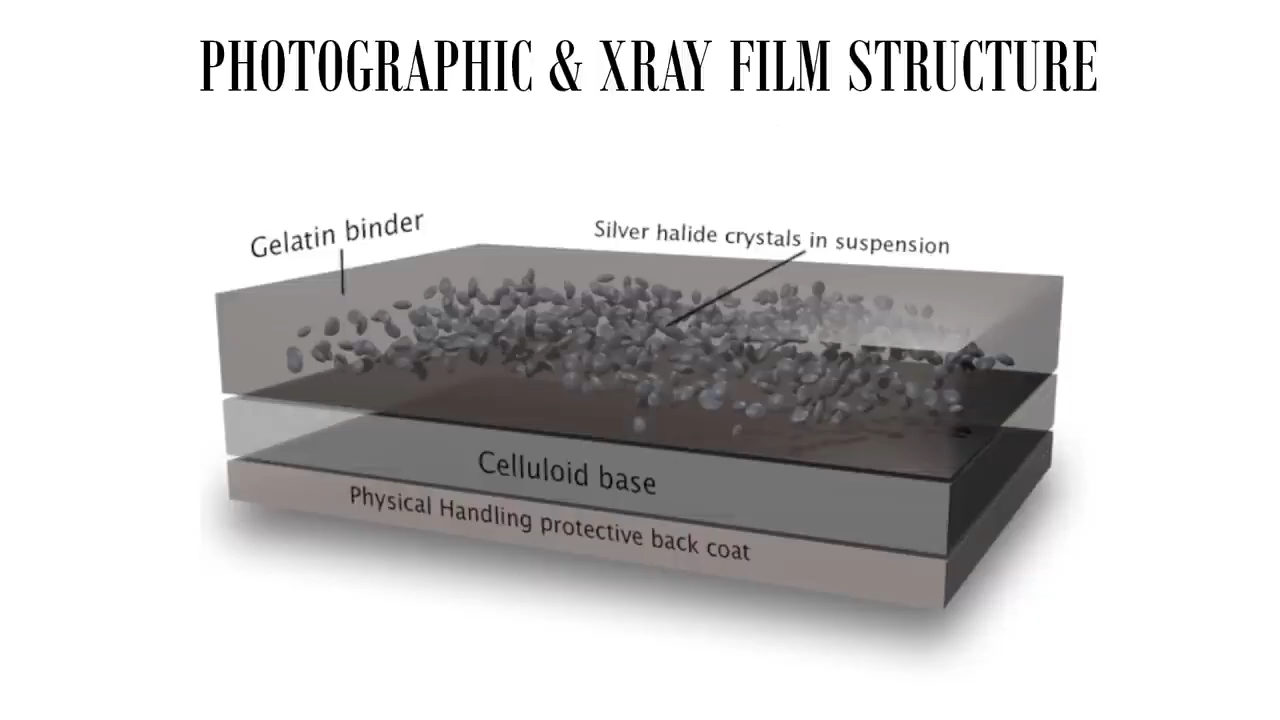 PHOTOGRAPHIC & XRAY FILM STRUCTURE
Gelatin binder
Silver halide crystals in suspension
Celluloid base
Physical Handling protective back coat